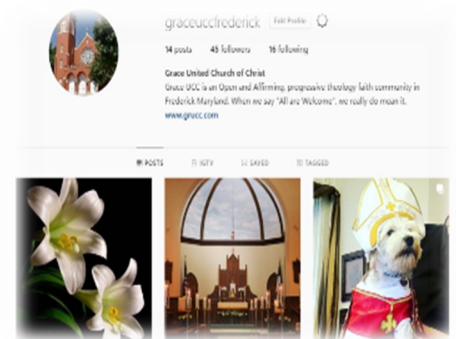 graceuccfrederick Edit Profile
14 posts 45 followers 16 following
Grace United Church of Christ
Grace UCC is an Open and Affirming, progressive theology faith community in
Frederick Maryland. When we say "All are Welcome", we really do mean it.
www.grucc.com
POSTS IGTV SAVED TAGGED